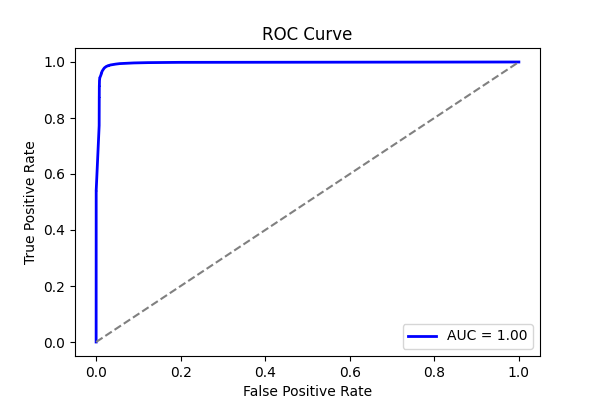 ROC Curve
True Positive Rate
1.0
0.8
0.6
0.4
0.2
0.0
AUC = 1.00
0.0 0.2 0.4 0.6 0.8 1.0
False Positive Rate